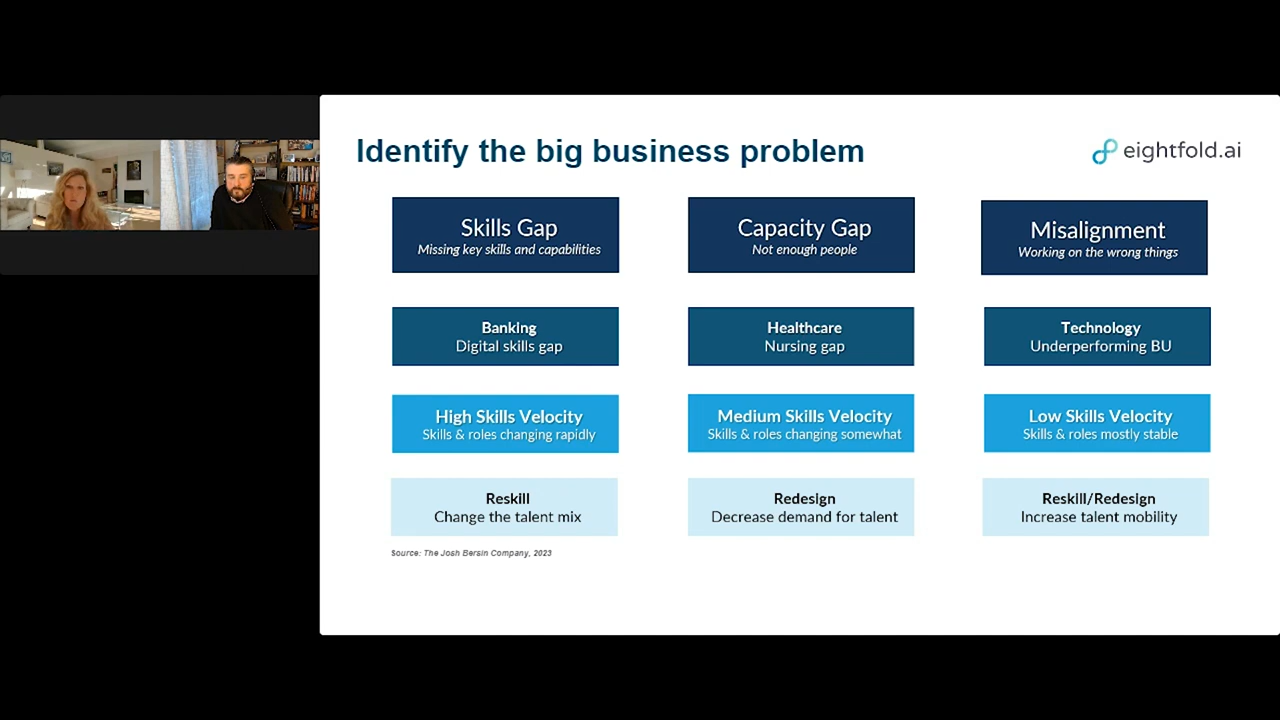 Identify the big business problem
eightfold.ai
Skills Gap
Missing key skills and capabilities
Capacity Gap
Not enough people
Misalignment
Working on the wrong things
Banking
Digital skills gap
Healthcare
Nursing gap
Technology
Underperforming BU
High Skills Velocity
Skills & roles changing rapidly
Medium Skills Velocity
Skills & roles changing somewhat
Low Skills Velocity
Skills & roles mostly stable
Reskill
Change the talent mix
Redesign
Decrease demand for talent
Reskill/Redesign
Increase talent mobility
Source: The Josh Bersin Company, 2023